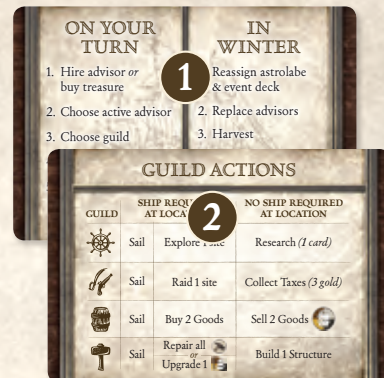 ON YOUR
TURN
1. Hire advisor or
buy treasure
2. Choose active advisor
3. Choose guild
IN
WINTER
1
Reassign astrolabe
& event deck
2. Replace advisors
3. Harvest
GUILD ACTIONS
GUILD
SHIP
AT
2
NO SHIP REQUIRED
AT LOCATION
Sail Explore Research (1 card)
Sail Raid 1 site Collect Taxes (3 gold)
Sail Buy 2 Goods Sell 2 Goods
Sail Repair all or Upgrade 1 Build 1 Structure